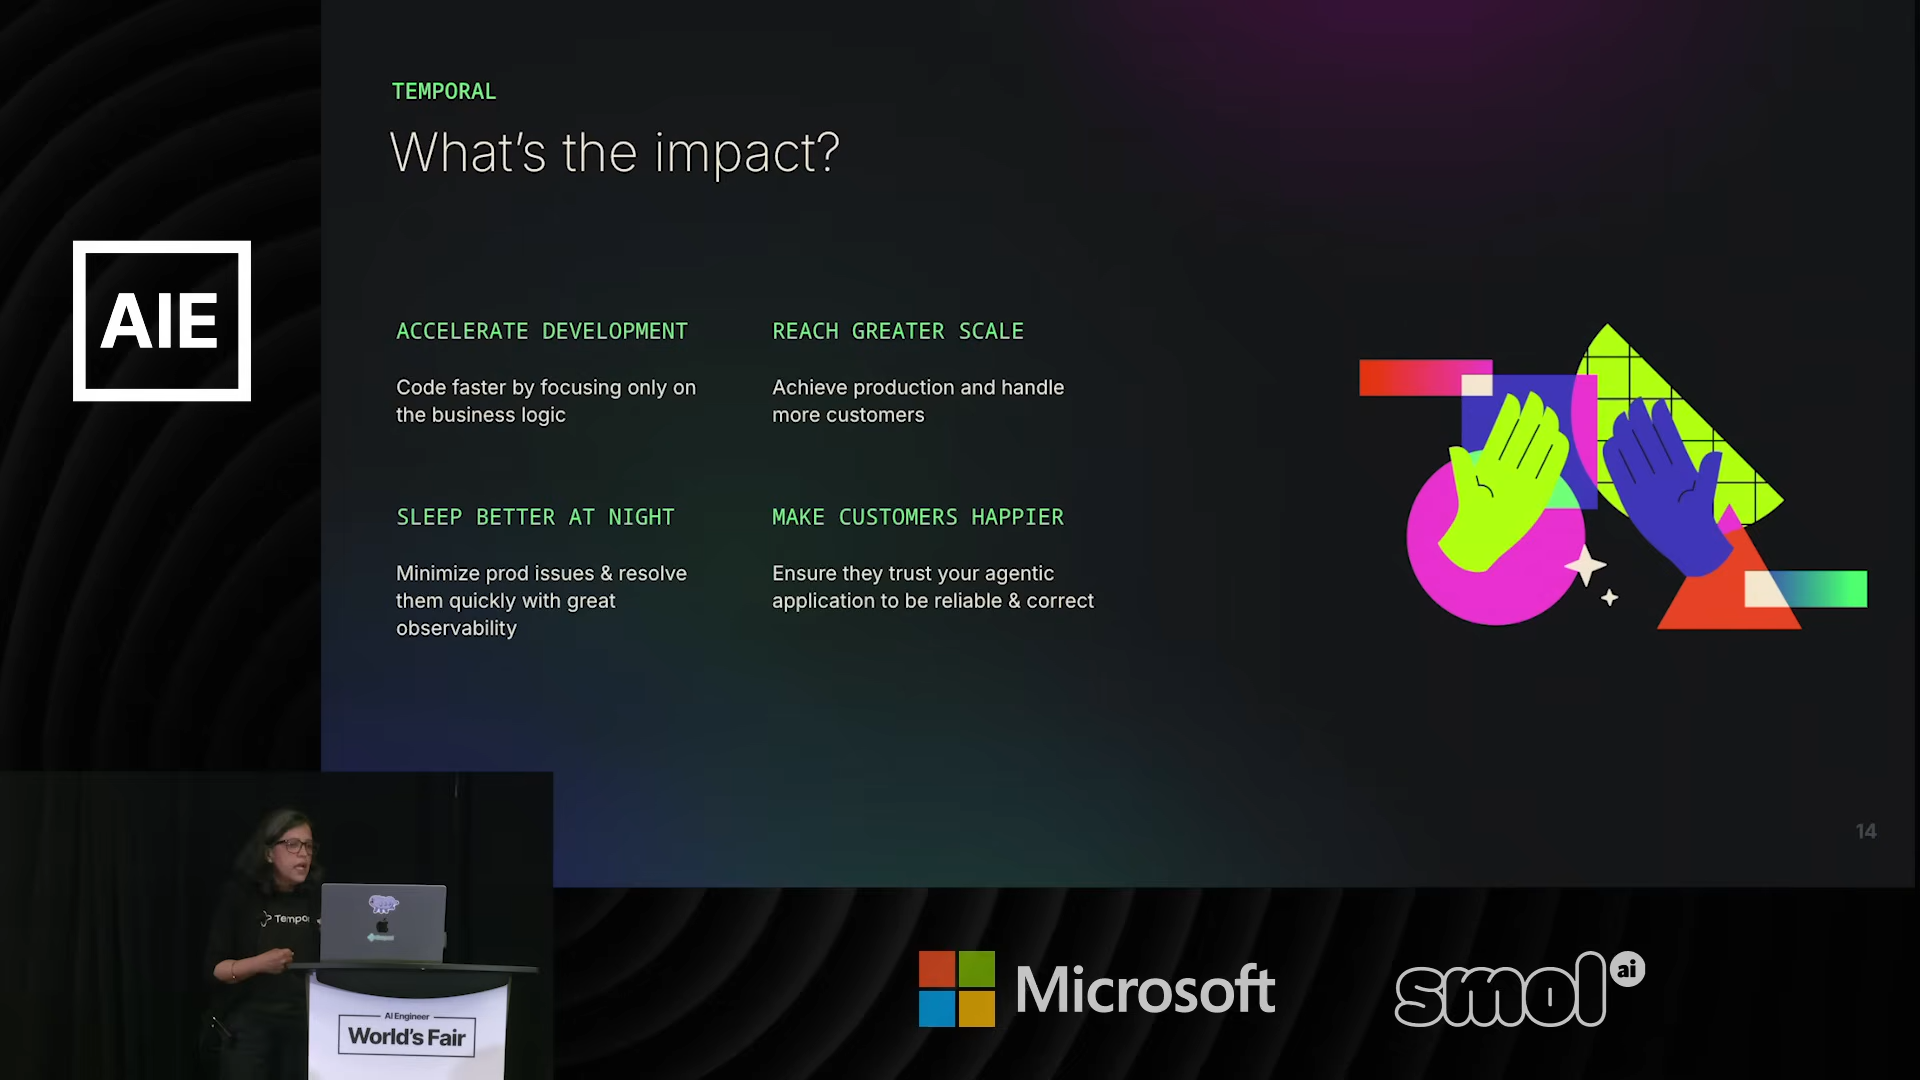 TEMPORAL
What's the impact?
AIE
ACCELERATE DEVELOPMENT
Code faster by focusing only on
the business logic
REACH GREATER SCALE
Achieve production and handle
more customers
SLEEP BETTER AT NIGHT
Minimize prod issues & resolve
them quickly with great
observability
MAKE CUSTOMERS HAPPIER
Ensure they trust your agentic
application to be reliable & correct
14
Tempor
AI Engineer
World's Fair
Microsoft
smol ai